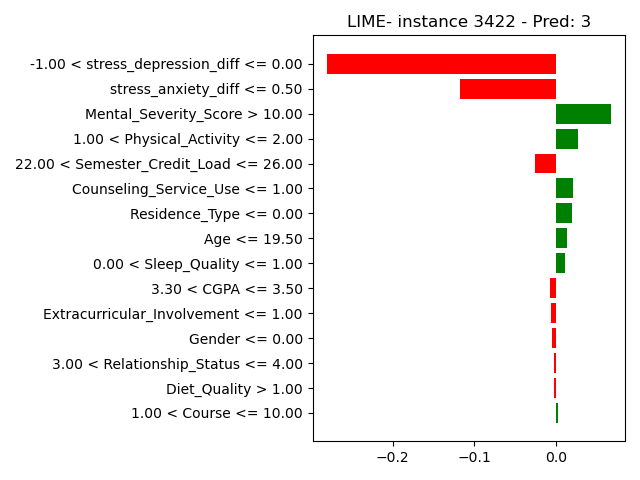 LIME- instance 3422 - Pred: 3
-1.00 < stress_depression_diff <= 0.00
stress_anxiety_diff <= 0.50
Mental_Severity_Score > 10.00
1.00 < Physical_Activity <= 2.00
22.00 < Semester_Credit_Load <= 26.00
Counseling_Service_Use <= 1.00
Residence_Type <= 0.00
Age <= 19.50
0.00 < Sleep_Quality <= 1.00
3.30 < CGPA <= 3.50
Extracurricular_Involvement <= 1.00
Gender <= 0.00
3.00 < Relationship_Status <= 4.00
Diet_Quality > 1.00
1.00 < Course <= 10.00
−0.2 −0.1 0.0